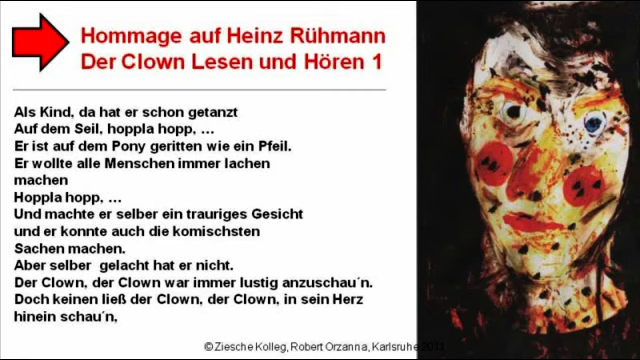 Hommage auf Heinz Rühmann
Der Clown Lesen und Hören 1
Als Kind, da hat er schon getanzt
Auf dem Seil, hoppla hopp, …
Er ist auf dem Pony geritten wie ein Pfeil.
Er wollte alle Menschen immer lachen
machen
Hoppla hopp, …
Und machte er selber ein trauriges Gesicht
und er konnte auch die komischsten
Sachen machen.
Aber selber  gelacht hat er nicht.
Der Clown, der Clown war immer lustig anzuschau´n.
Doch keinen ließ der Clown, der Clown, in sein Herz
hinein schau´n,
© Ziesche Kolleg, Robert Orzanna, Karlsruhe 2011